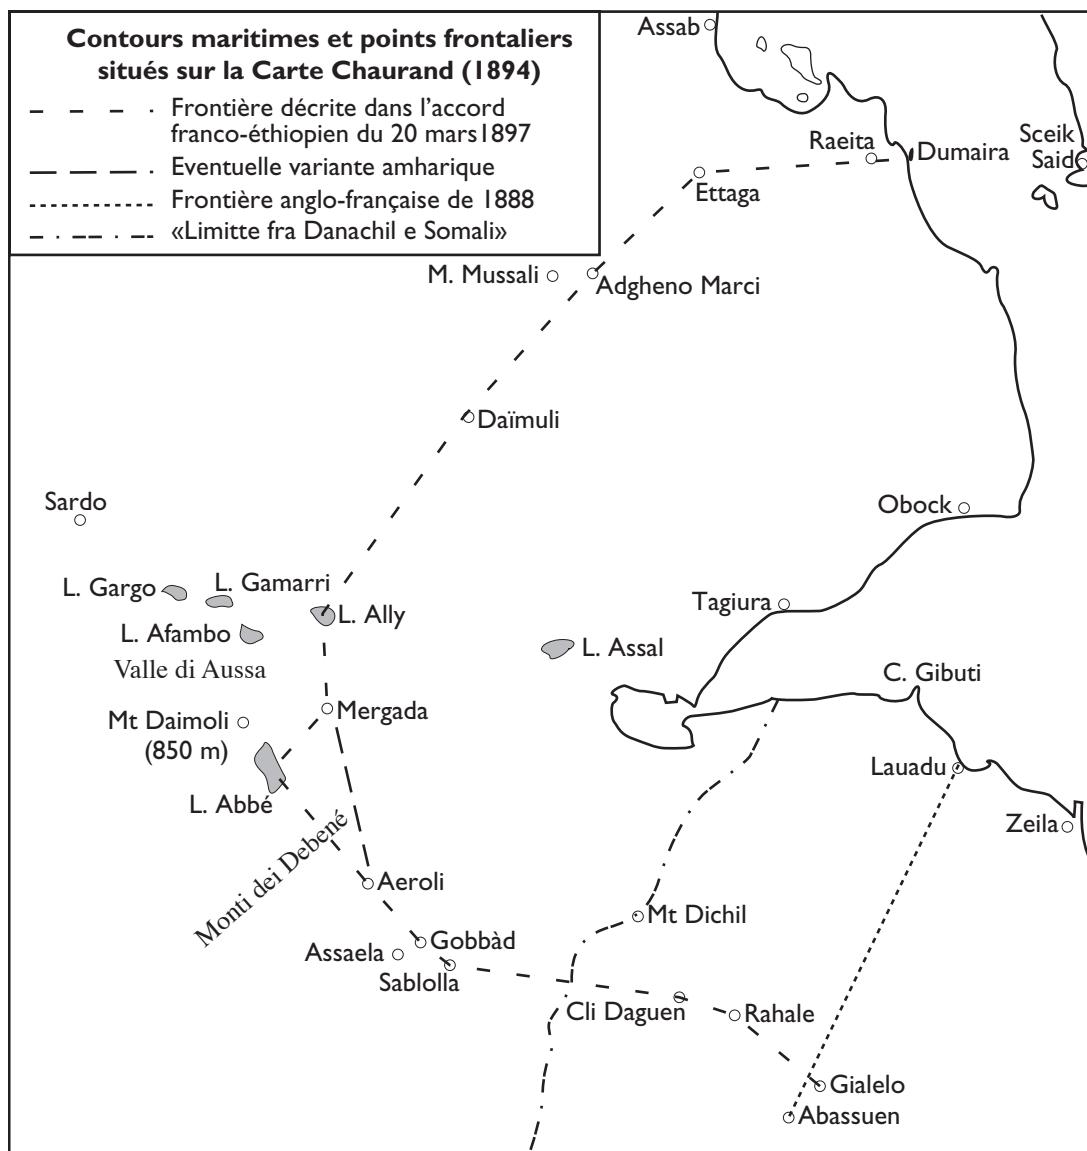 Contours maritimes et points frontaliers
situés sur la Carte Chaurand (1894)
Frontière décrite dans l'accord
franco-éthiopien du 20 mars1897
Eventuelle variante amharique
Frontière anglo-française de 1888
«Limitte fra Danachil e Somali»
Assab
Raeita
Dumaira
Sceik
Said
Ettaga
M. Mussali
Adgheno Marci
Daïmuli
Sardo
Obock
L. Gargo
L. Gamarri
L. Ally
Tagiura
L. Afambo
L. Assal
Valle di Aussa
C. Gibuti
Mergada
Mt Daimoli
(850 m)
Lauadu
L. Abbé
Zeila
Monti dei Debené
Aeroli
Mt Dichil
Gobbàd
Assaela
Sablolla
Cli Daguen
Rahale
Gialelo
Abassuen